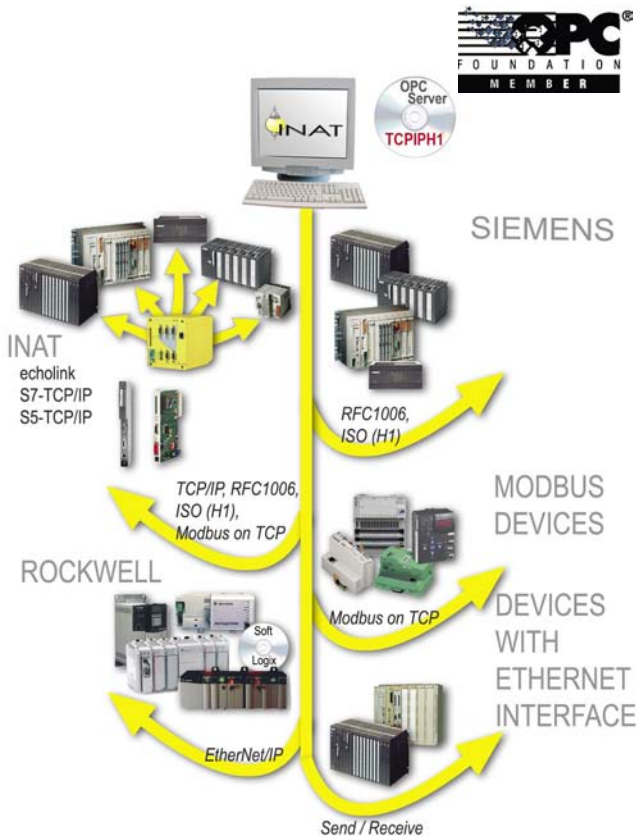 OPC®
FOUNDATION
MEMBER
OPC
Server
TCPIPH1
INAT
SIEMENS
INAT
echolink
S7-TCP/IP
S5-TCP/IP
RFC1006,
ISO (H1)
TCP/IP, RFC1006,
ISO (H1),
Modbus on TCP
MODBUS
DEVICES
ROCKWELL
Soft
Logix
Modbus on TCP
DEVICES
WITH
ETHERNET
INTERFACE
EtherNet/IP
Send / Receive